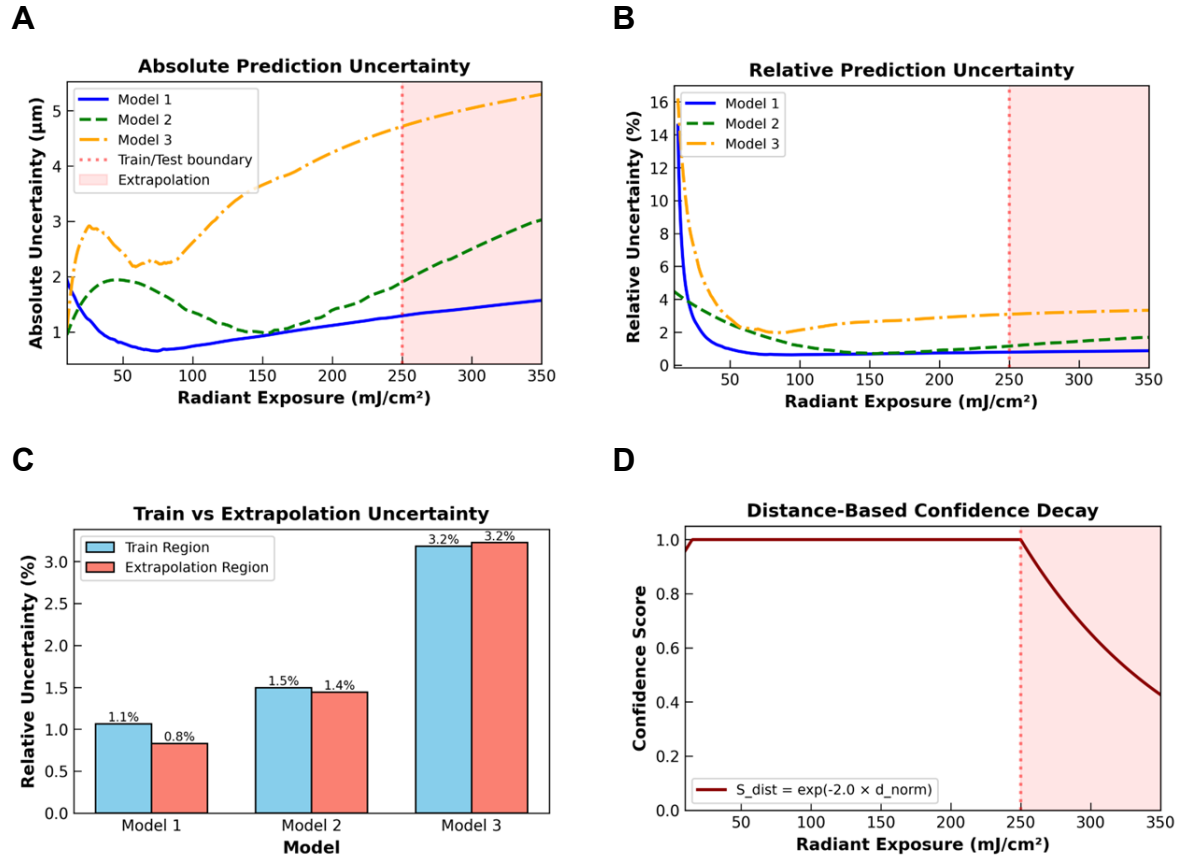 A
Absolute Prediction Uncertainty
Absolute Uncertainty (μm)
5
4
3
2
1
Model 1
Model 2
Model 3
Train/Test boundary
Extrapolation
50 100 150 200 250 300 350
Radiant Exposure (mJ/cm²)
B
Relative Prediction Uncertainty
Relative Uncertainty (%)
16
14
12
10
8
6
4
2
0
Model 1
Model 2
Model 3
50 100 150 200 250 300 350
Radiant Exposure (mJ/cm²)
C
Train vs Extrapolation Uncertainty
Relative Uncertainty (%)
3.0
2.5
2.0
1.5
1.0
0.5
0.0
Train Region
Extrapolation Region
1.1% 0.8% 1.5% 1.4% 3.2% 3.2%
Model 1 Model 2 Model 3
Model
D
Distance-Based Confidence Decay
Confidence Score
1.0
0.8
0.6
0.4
0.2
0.0
S_dist = exp(-2.0 × d_norm)
50 100 150 200 250 300 350
Radiant Exposure (mJ/cm²)